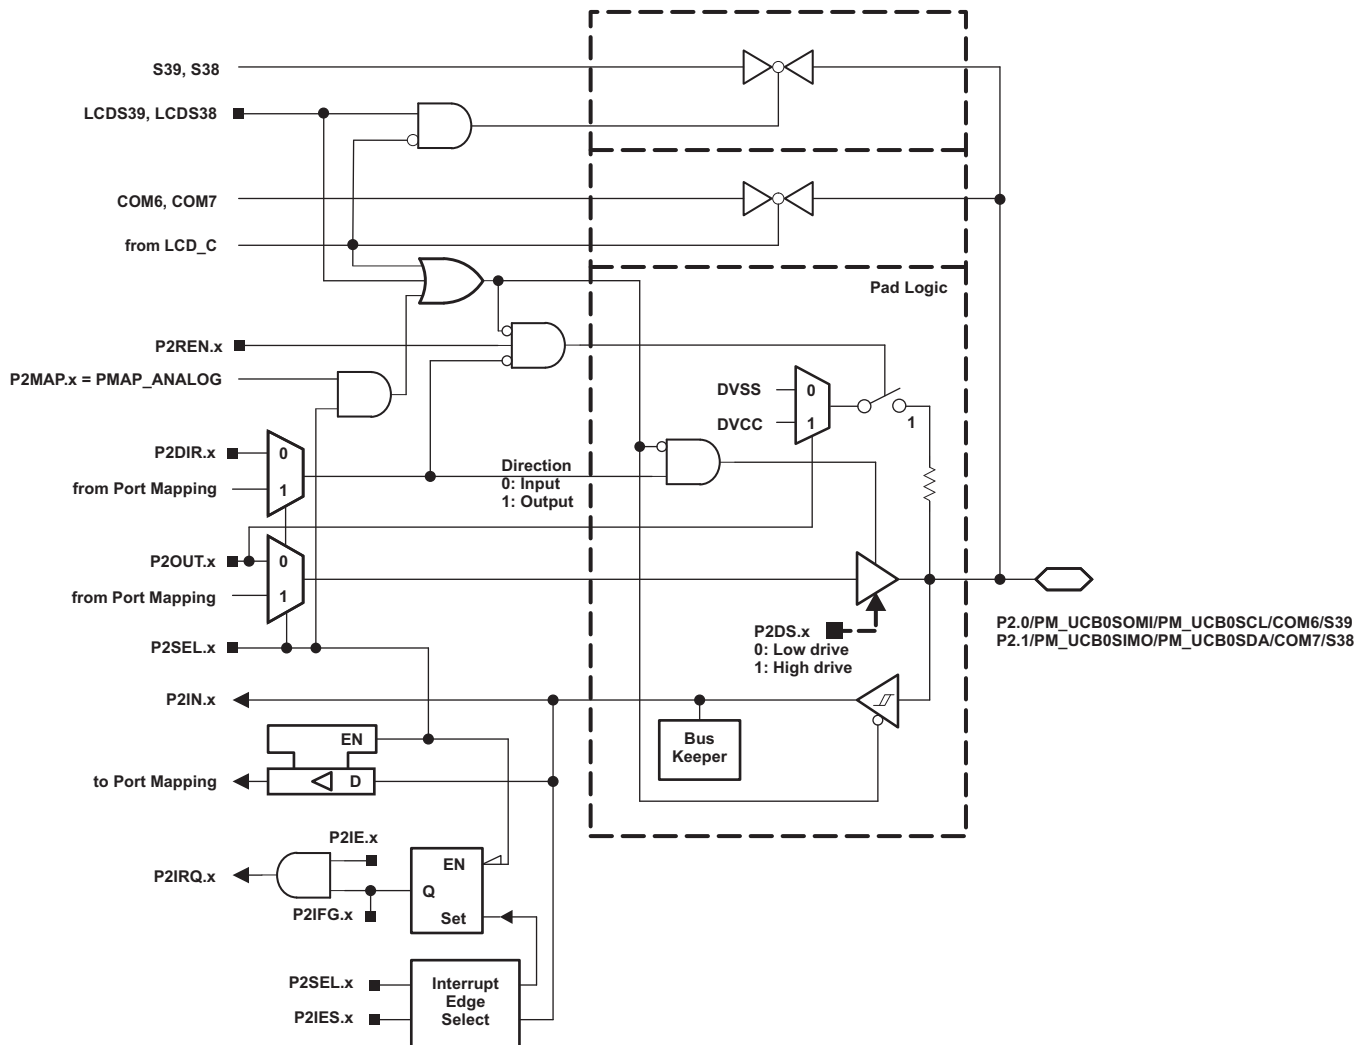 S39, S38
LCDS39, LCDS38
COM6, COM7
from LCD_C
Pad Logic
P2REN.x
P2MAP.x = PMAP_ANALOG
DVSS
0
DVCC
1
1
P2DIR.x
0
from Port Mapping
1
Direction
0: Input
1: Output
P2OUT.x
0
from Port Mapping
1
P2SEL.x
P2DS.x
0: Low drive
1: High drive
P2.0/PM_UCB0SOMI/PM_UCB0SCL/COM6/S39
P2.1/PM_UCB0SIMO/PM_UCB0SDA/COM7/S38
P2IN.x
Bus
Keeper
EN
to Port Mapping
D
P2IE.x
P2IRQ.x
EN
Q
P2IFG.x
Set
P2SEL.x
P2IES.x
Interrupt
Edge
Select